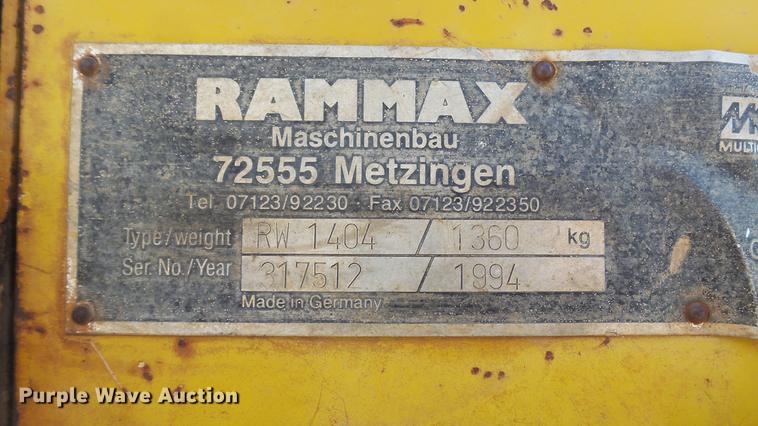 RAMMAX
Maschinenbau
72555 Metzingen
Tel. 07123/92230 · Fax 07123/922350
Type/weight RW 1404 / 1360 kg
Ser. No./Year 317512 / 1994
Made in Germany
Purple Wave Auction